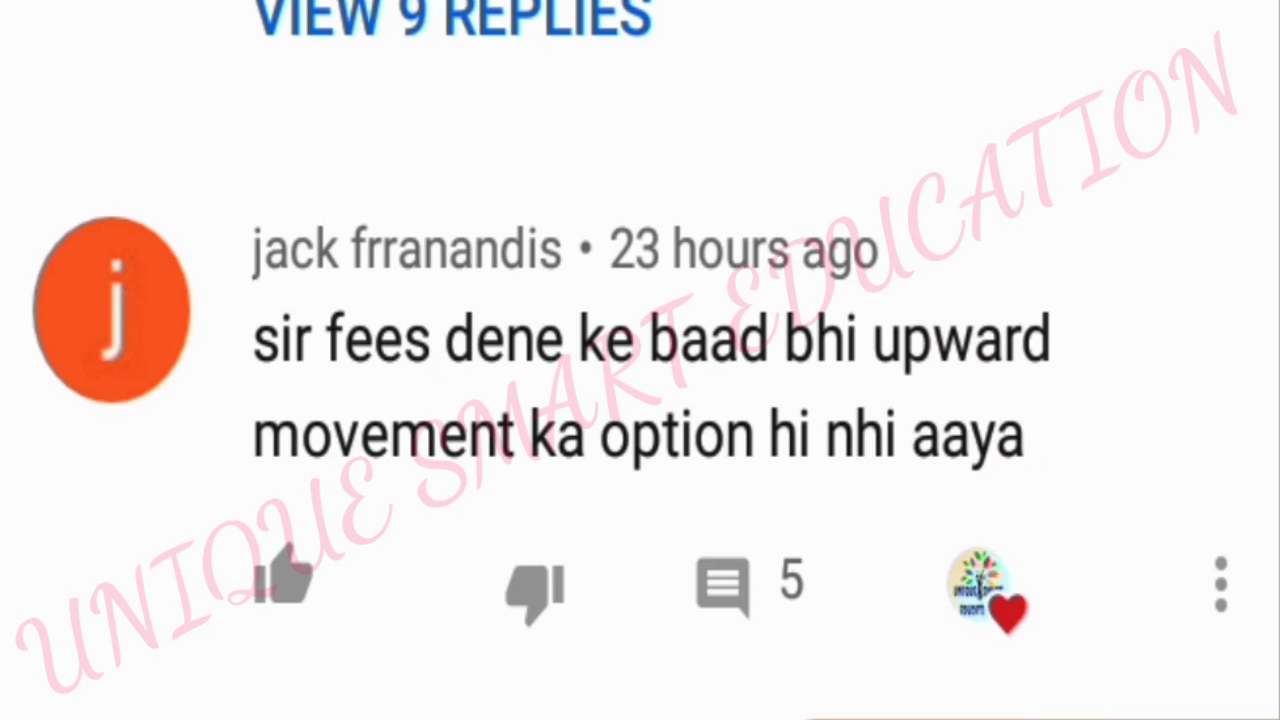 VIEW 9 REPLIES
j
jack frranandis • 23 hours ago
sir fees dene ke baad bhi upward
movement ka option hi nhi aaya
5
UNIQUE SMART EDUCATION